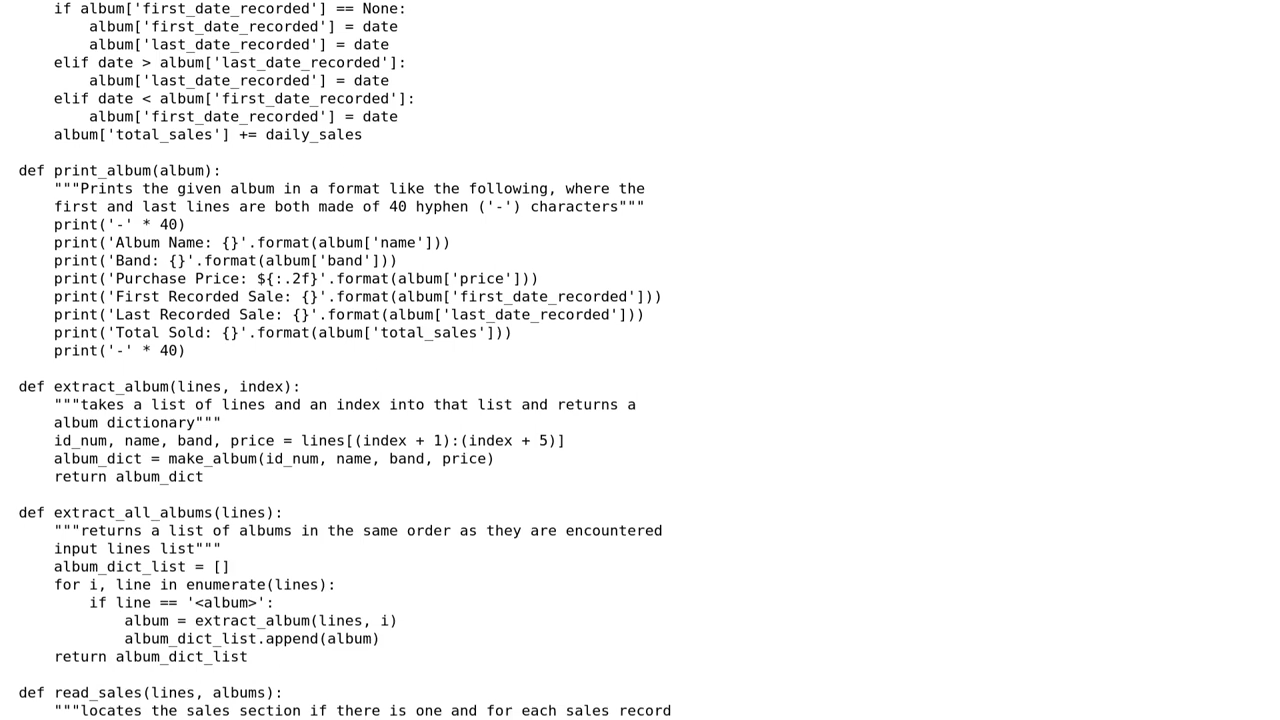 if album['first_date_recorded'] == None:
        album['first_date_recorded'] = date
        album['last_date_recorded'] = date
    elif date > album['last_date_recorded']:
        album['last_date_recorded'] = date
    elif date < album['first_date_recorded']:
        album['first_date_recorded'] = date
    album['total_sales'] += daily_sales

def print_album(album):
    """Prints the given album in a format like the following, where the
    first and last lines are both made of 40 hyphen ('-') characters"""
    print('-' * 40)
    print('Album Name: {}'.format(album['name']))
    print('Band: {}'.format(album['band']))
    print('Purchase Price: ${:.2f}'.format(album['price']))
    print('First Recorded Sale: {}'.format(album['first_date_recorded']))
    print('Last Recorded Sale: {}'.format(album['last_date_recorded']))
    print('Total Sold: {}'.format(album['total_sales']))
    print('-' * 40)

def extract_album(lines, index):
    """takes a list of lines and an index into that list and returns a
    album dictionary"""
    id_num, name, band, price = lines[(index + 1):(index + 5)]
    album_dict = make_album(id_num, name, band, price)
    return album_dict

def extract_all_albums(lines):
    """returns a list of albums in the same order as they are encountered
    input lines list"""
    album_dict_list = []
    for i, line in enumerate(lines):
        if line == '<album>':
            album = extract_album(lines, i)
            album_dict_list.append(album)
    return album_dict_list

def read_sales(lines, albums):
    """locates the sales section if there is one and for each sales record